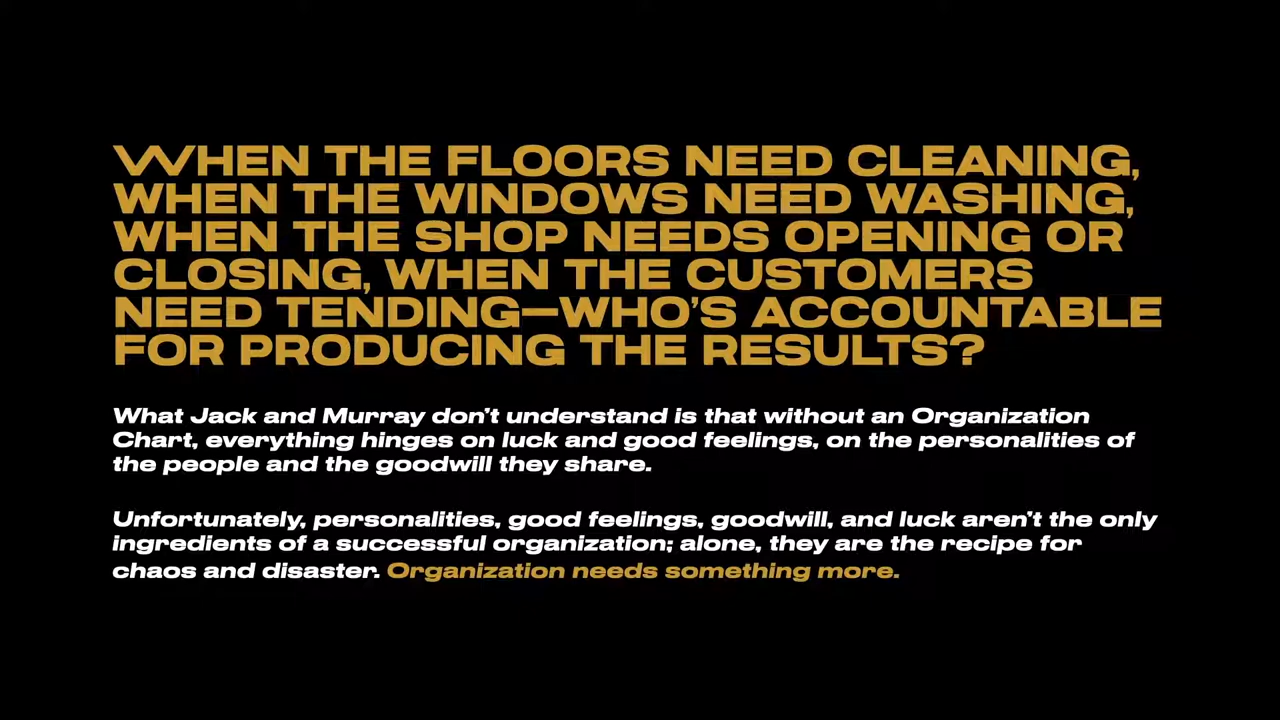 WHEN THE FLOORS NEED CLEANING,
WHEN THE WINDOWS NEED WASHING,
WHEN THE SHOP NEEDS OPENING OR
CLOSING, WHEN THE CUSTOMERS
NEED TENDING—WHO'S ACCOUNTABLE
FOR PRODUCING THE RESULTS?
What Jack and Murray don't understand is that without an Organization
Chart, everything hinges on luck and good feelings, on the personalities of
the people and the goodwill they share.
Unfortunately, personalities, good feelings, goodwill, and luck aren't the only
ingredients of a successful organization; alone, they are the recipe for
chaos and disaster. Organization needs something more.